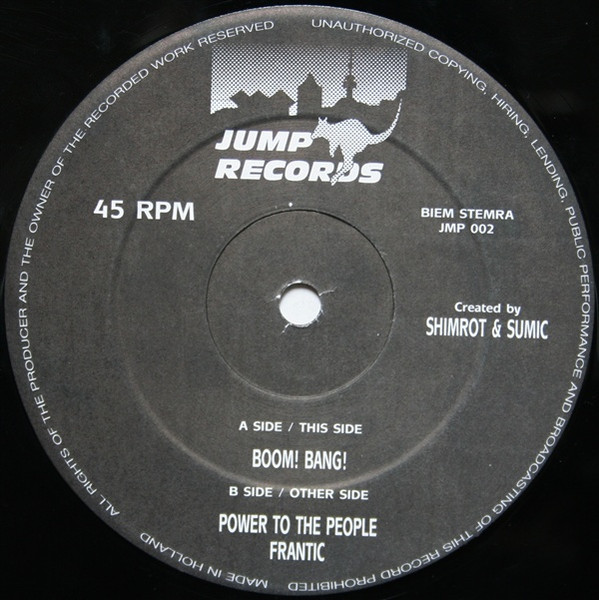 ALL RIGHTS OF THE PRODUCER AND THE OWNER OF THE RECORDED WORK RESERVED
UNAUTHORIZED COPYING, HIRING, LENDING, PUBLIC PERFORMANCE AND BROADCASTING OF THIS RECORD PROHIBITED
MADE IN HOLLAND
JUMP
RECORDS
45 RPM
BIEM STEMRA
JMP 002
Created by
SHIMROT & SUMIC
A SIDE / THIS SIDE
BOOM! BANG!
B SIDE / OTHER SIDE
POWER TO THE PEOPLE
FRANTIC